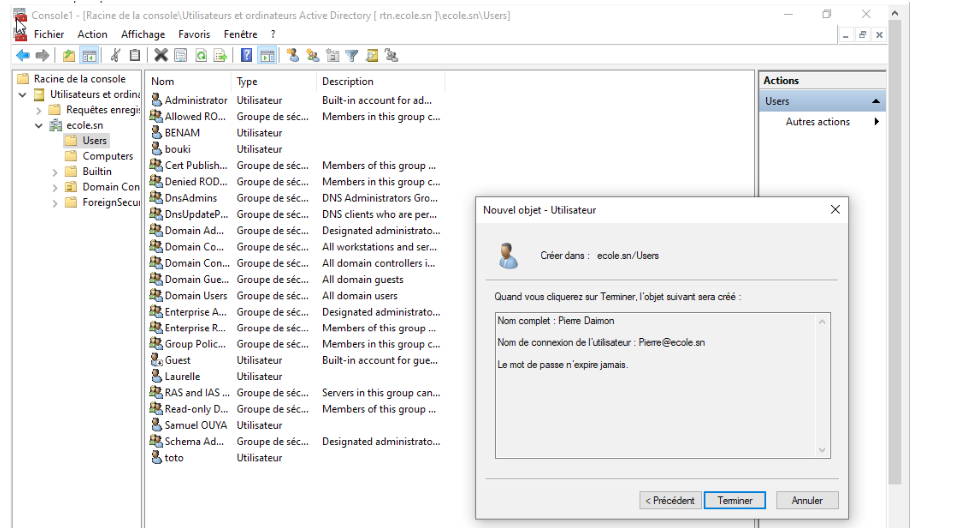 Console1 - [Racine de la console\Utilisateurs et ordinateurs Active Directory [ rtn.ecole.sn ]\ecole.sn\Users]
Fichier Action Affichage Favoris Fenêtre ?
Racine de la console
Utilisateurs et ordina
Requêtes enregis
ecole.sn
Users
Computers
Builtin
Domain Con
ForeignSecur
Nom Type Description
Administrator Utilisateur Built-in account for ad...
Allowed RO... Groupe de séc... Members in this group c...
BENAM Utilisateur
bouki Utilisateur
Cert Publish... Groupe de séc... Members of this group ...
Denied ROD... Groupe de séc... Members in this group c...
DnsAdmins Groupe de séc... DNS Administrators Gro...
DnsUpdateP... Groupe de séc... DNS clients who are per...
Domain Ad... Groupe de séc... Designated administrato...
Domain Co... Groupe de séc... All workstations and ser...
Domain Con... Groupe de séc... All domain controllers i...
Domain Gue... Groupe de séc... All domain guests
Domain Users Groupe de séc... All domain users
Enterprise A... Groupe de séc... Designated administrato...
Enterprise R... Groupe de séc... Members of this group ...
Group Polic... Groupe de séc... Members in this group c...
Guest Utilisateur Built-in account for gue...
Laurelle Utilisateur
RAS and IAS ... Groupe de séc... Servers in this group can...
Read-only D... Groupe de séc... Members of this group ...
Samuel OUYA Utilisateur
Schema Ad... Groupe de séc... Designated administrato...
toto Utilisateur
Actions
Users
Autres actions
Nouvel objet - Utilisateur
Créer dans : ecole.sn/Users
Quand vous cliquerez sur Terminer, l'objet suivant sera créé :
Nom complet : Pierre Daimon
Nom de connexion de l'utilisateur : Pierre@ecole.sn
Le mot de passe n'expire jamais.
< Précédent Terminer Annuler